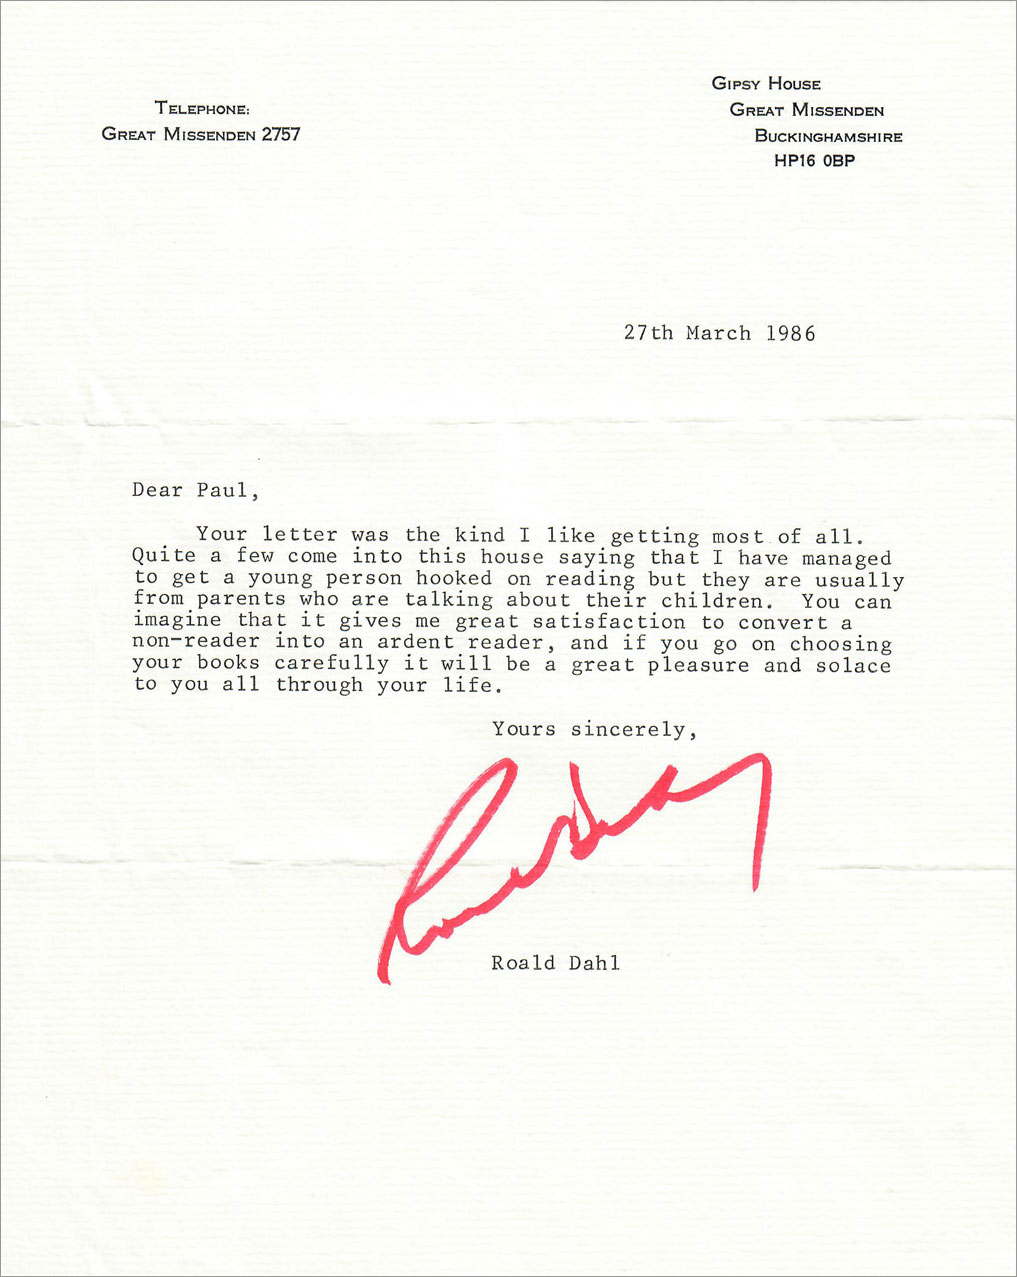 Telephone:
Great Missenden 2757
Gipsy House
Great Missenden
Buckinghamshire
HP16 0BP
27th March 1986
Dear Paul,
Your letter was the kind I like getting most of all.
Quite a few come into this house saying that I have managed
to get a young person hooked on reading but they are usually
from parents who are talking about their children. You can
imagine that it gives me great satisfaction to convert a
non-reader into an ardent reader, and if you go on choosing
your books carefully it will be a great pleasure and solace
to you all through your life.
Yours sincerely,
Roald Dahl